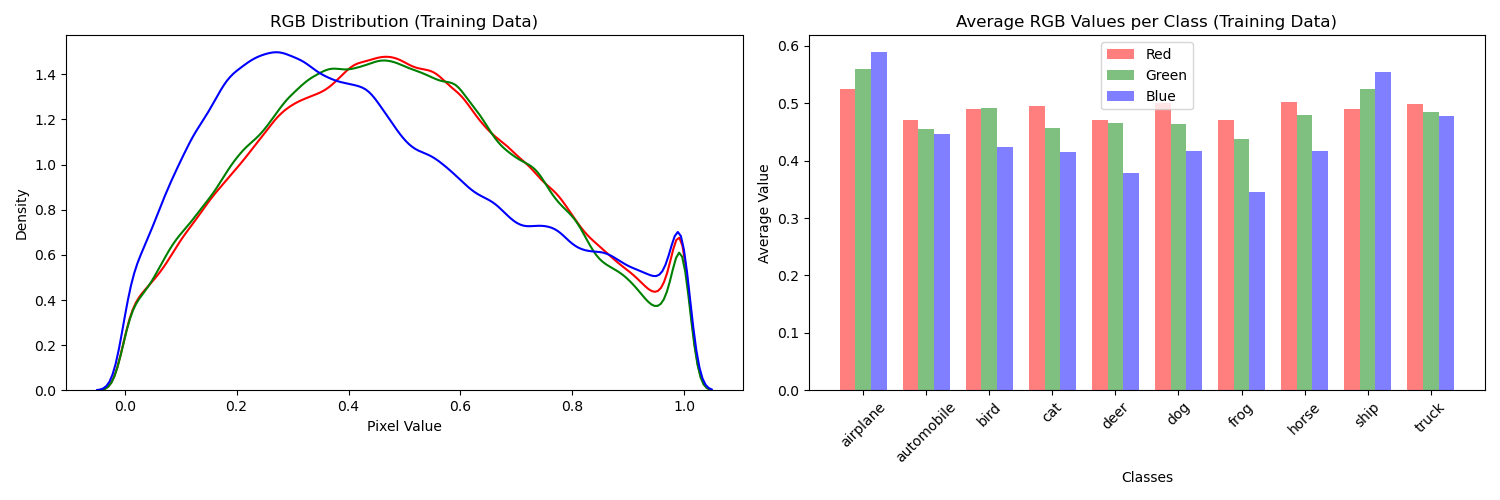 RGB Distribution (Training Data)
Density
1.4
1.2
1.0
0.8
0.6
0.4
0.2
0.0
0.0 0.2 0.4 0.6 0.8 1.0
Pixel Value
Average RGB Values per Class (Training Data)
Average Value
0.6
0.5
0.4
0.3
0.2
0.1
0.0
Red
Green
Blue
airplane automobile bird cat deer dog frog horse ship truck
Classes